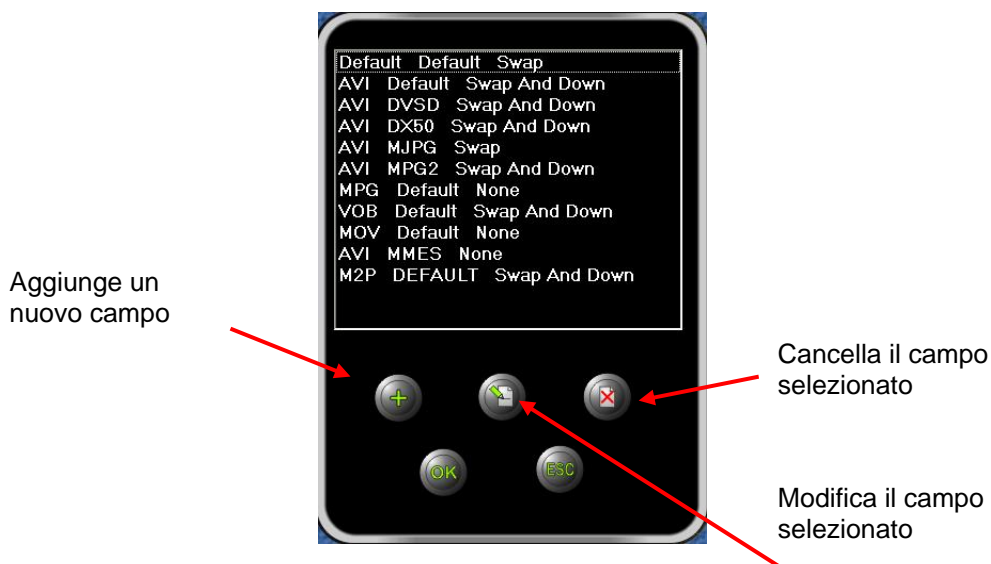 Default Default Swap
AVI Default Swap And Down
AVI DVSD Swap And Down
AVI DX50 Swap And Down
AVI MJPG Swap
AVI MPG2 Swap And Down
MPG Default None
VOB Default Swap And Down
MOV Default None
AVI MMES None
M2P DEFAULT Swap And Down
Aggiunge un
nuovo campo
Cancella il campo
selezionato
OK
ESC
Modifica il campo
selezionato